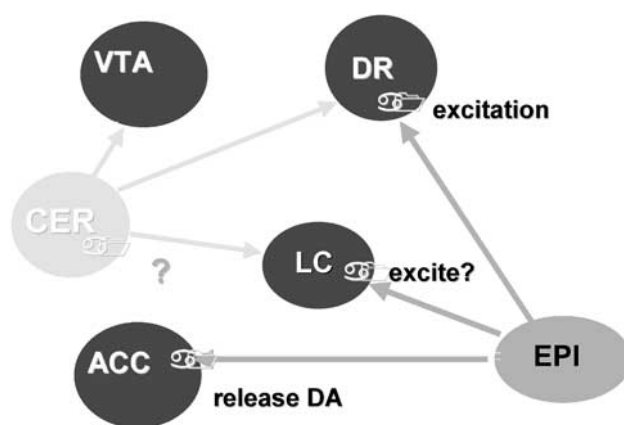 VTA
DR
excitation
CER
?
LC
excite?
ACC
EPI
release DA